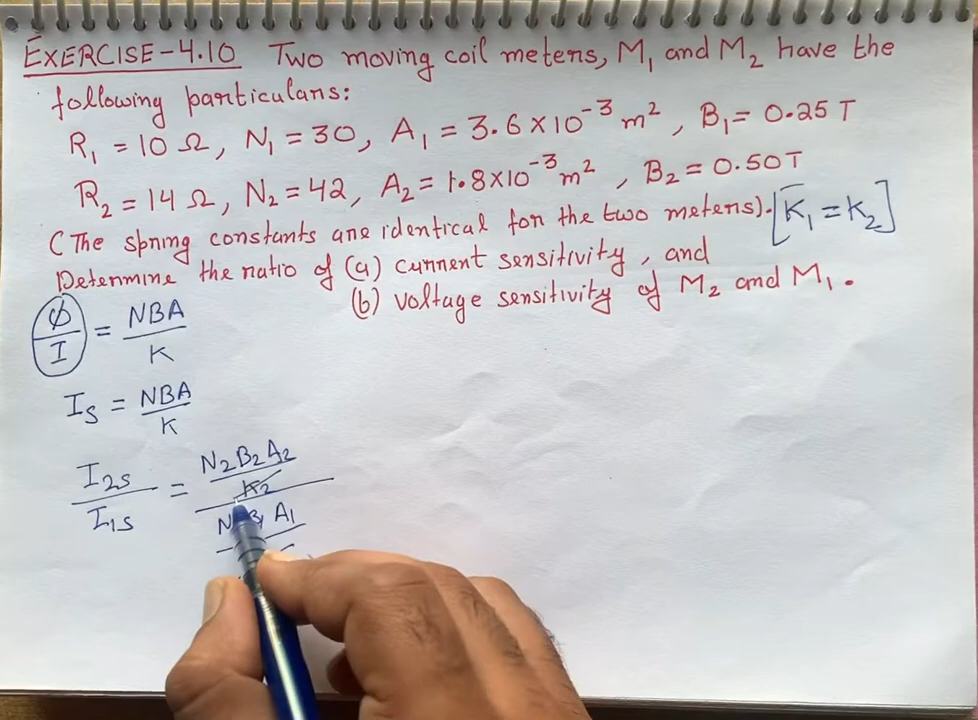 EXERCISE-4.10 Two moving coil meters, M₁ and M₂ have the
following particulars:
R₁ = 10 Ω, N₁ = 30, A₁ = 3.6 × 10⁻³ m², B₁ = 0.25 T
R₂ = 14 Ω, N₂ = 42, A₂ = 1.8×10⁻³ m², B₂ = 0.50T
(The spring constants are identical for the two meters). [K₁ = K₂]
Determine the ratio of (a) current sensitivity, and
(b) voltage sensitivity of M₂ and M₁.
Φ/I = NBA/K
Is = NBA/K
I₂s/I₁s = N₂B₂A₂/K₂
N B₁ A₁